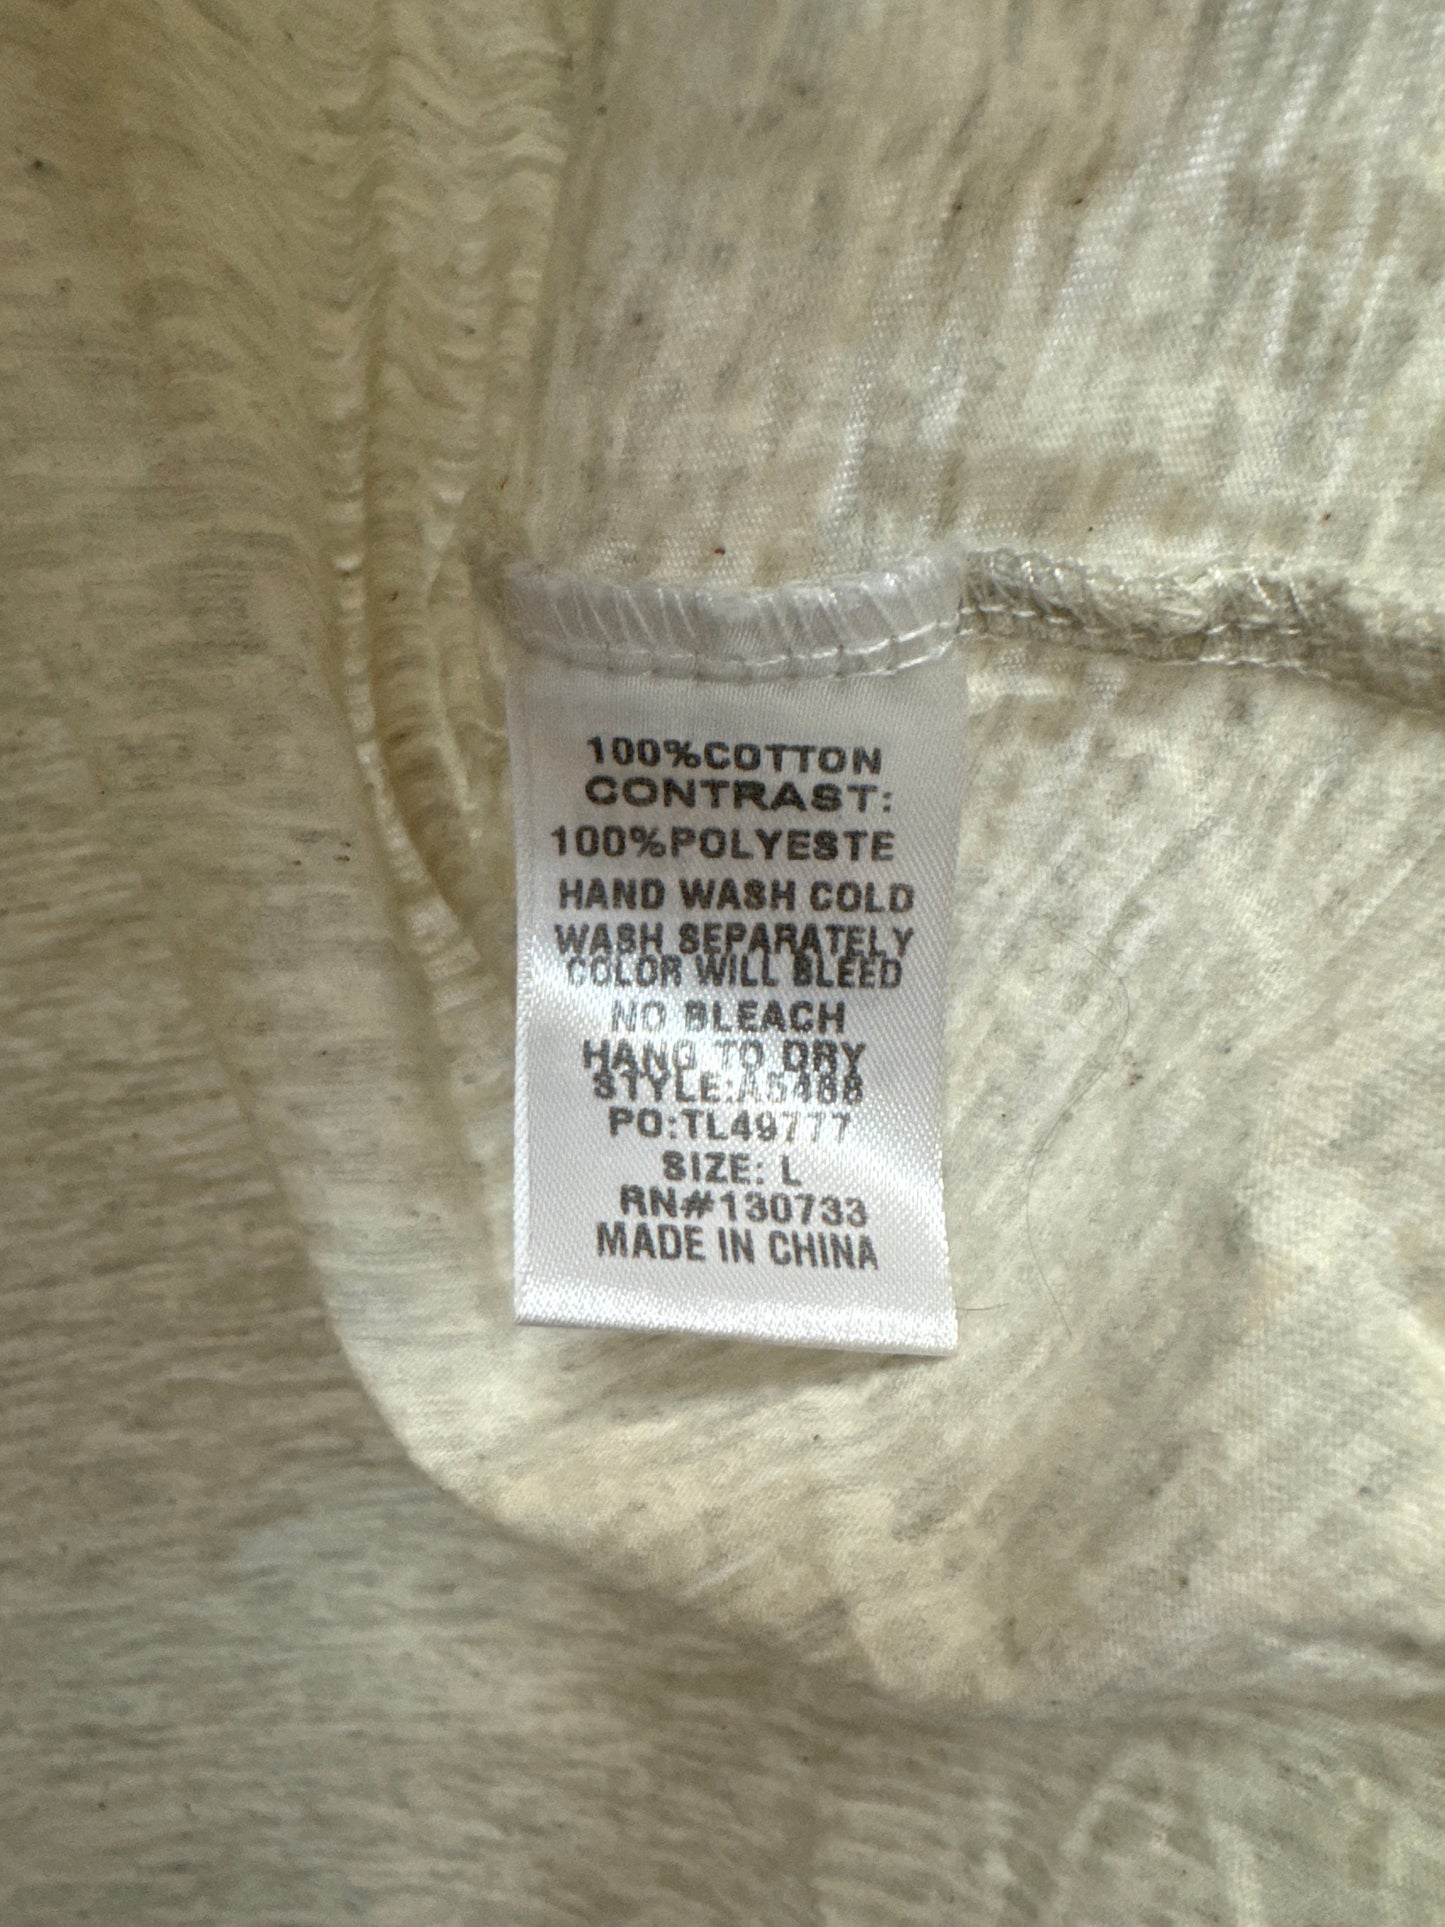 100%COTTON
CONTRAST:
100%POLYESTE
HAND WASH COLD
WASH SEPARATELY
COLOR WILL BLEED
NO BLEACH
HANG TO DRY
STYLE:A5488
PO:TL49777
SIZE: L
RN#130733
MADE IN CHINA